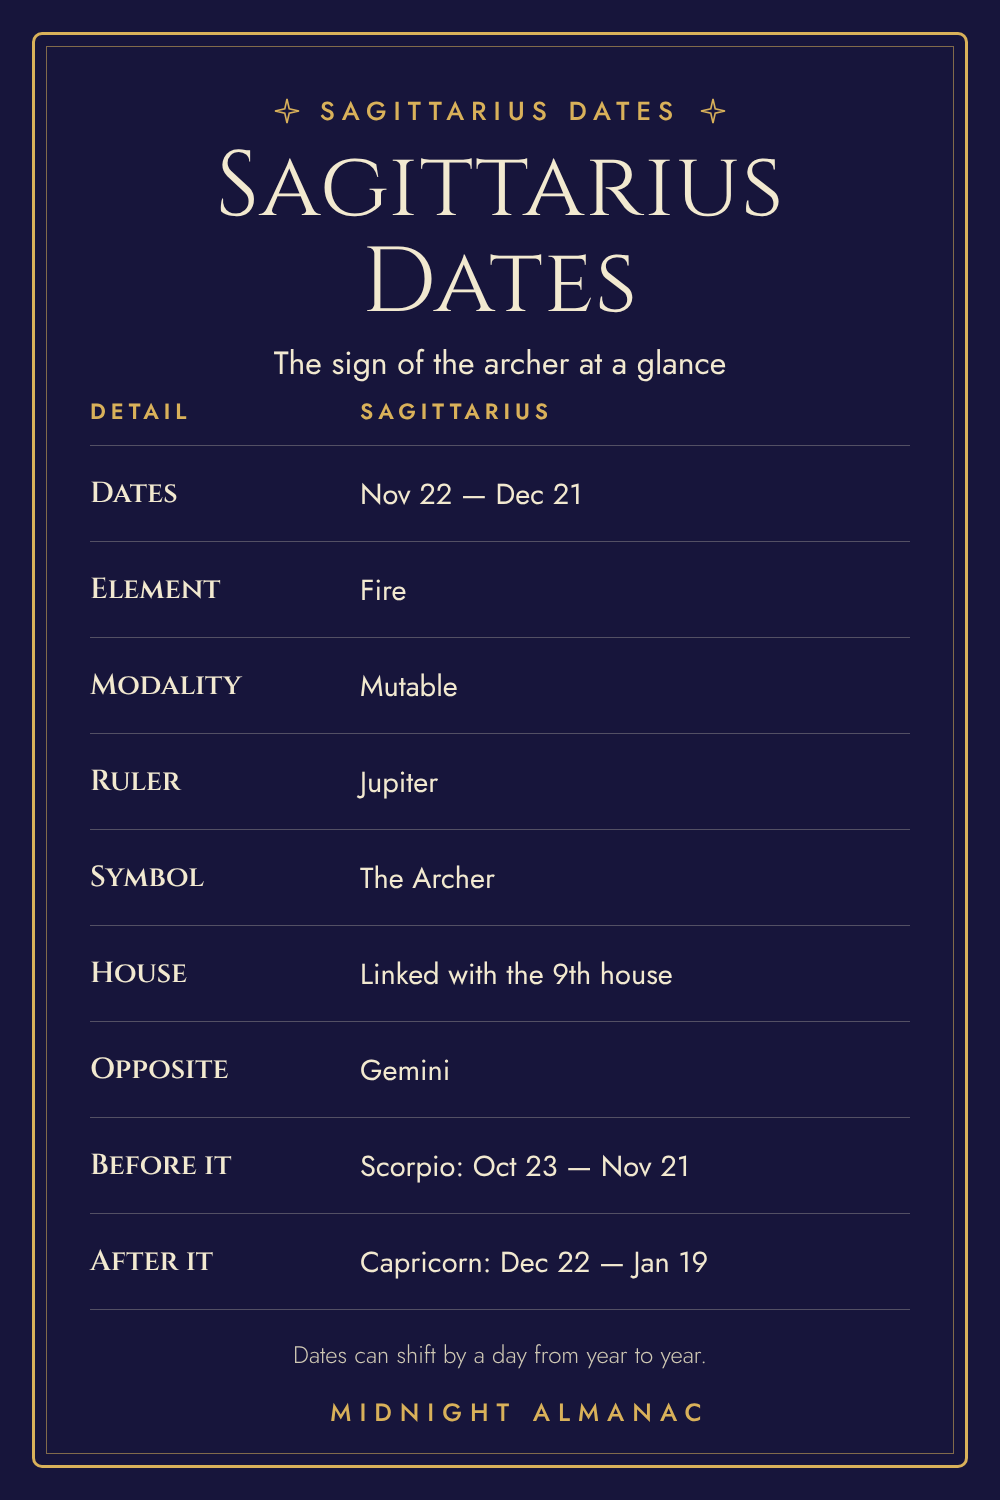 SAGITTARIUS DATES
Sagittarius
Dates
The sign of the archer at a glance
DETAIL SAGITTARIUS
Dates Nov 22 — Dec 21
Element Fire
Modality Mutable
Ruler Jupiter
Symbol The Archer
House Linked with the 9th house
Opposite Gemini
Before it Scorpio: Oct 23 — Nov 21
After it Capricorn: Dec 22 — Jan 19
Dates can shift by a day from year to year.
MIDNIGHT ALMANAC